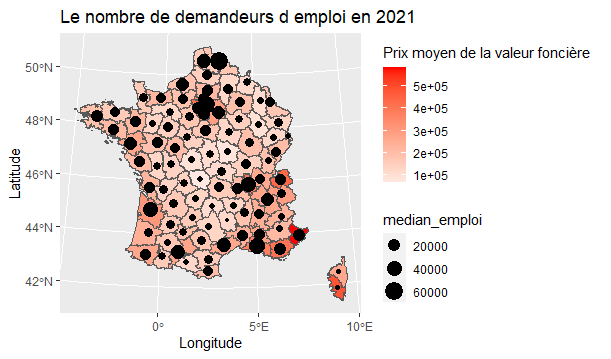 Le nombre de demandeurs d emploi en 2021
Prix moyen de la valeur foncière
5e+05
4e+05
3e+05
2e+05
1e+05
median_emploi
20000
40000
60000
50°N
48°N
46°N
44°N
42°N
Latitude
0°
5°E
10°E
Longitude